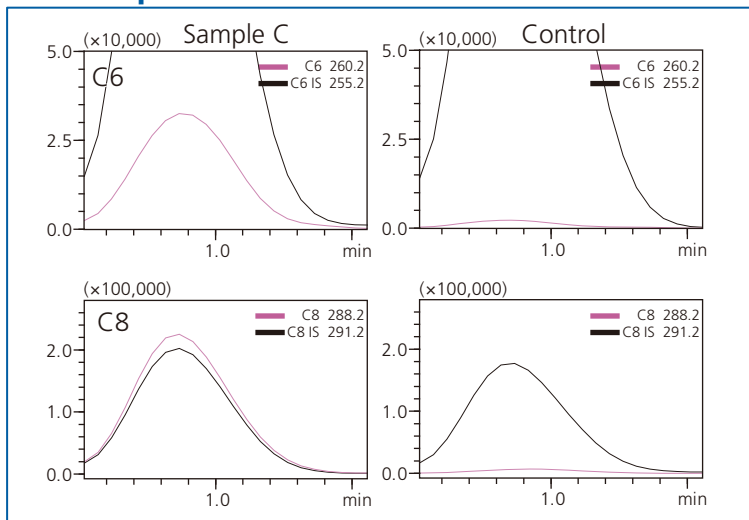 Sample C
Control
(×10,000)
5.0
2.5
0.0
C6
C6 260.2
C6 IS 255.2
1.0
min
(×10,000)
5.0
2.5
0.0
C6 260.2
C6 IS 255.2
1.0
min
(×100,000)
2.0
1.0
0.0
C8
C8 288.2
C8 IS 291.2
1.0
min
(×100,000)
2.0
1.0
0.0
C8 288.2
C8 IS 291.2
1.0
min